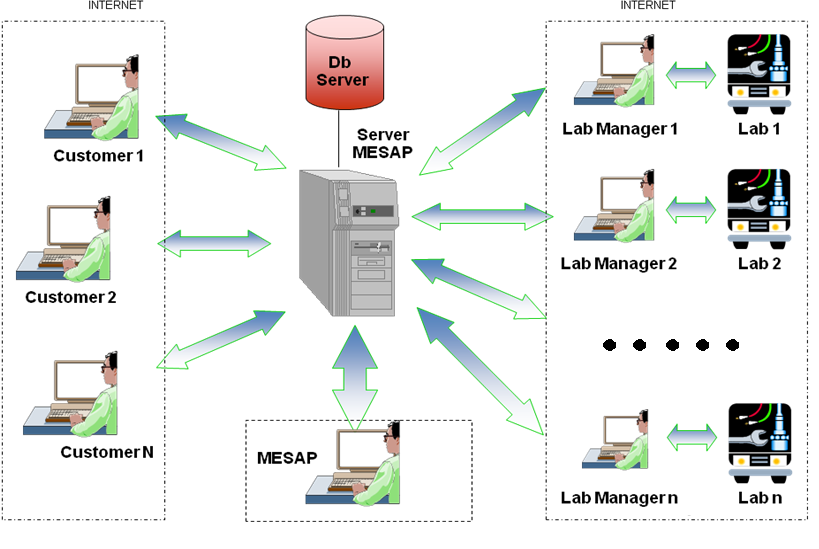 INTERNET
INTERNET
Db
Server
Server
MESAP
Customer 1
Customer 2
Customer N
MESAP
Lab Manager 1
Lab 1
Lab Manager 2
Lab 2
Lab Manager n
Lab n